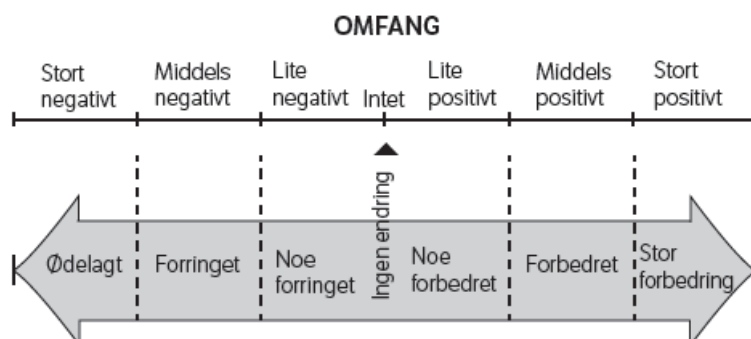 OMFANG
Stort
negativt
Middels
negativt
Lite
negativt
Intet
Lite
positivt
Middels
positivt
Stort
positivt
Ødelagt
Forringet
Noe
forringet
Ingen endring
Noe
forbedret
Forbedret
Stor
forbedring